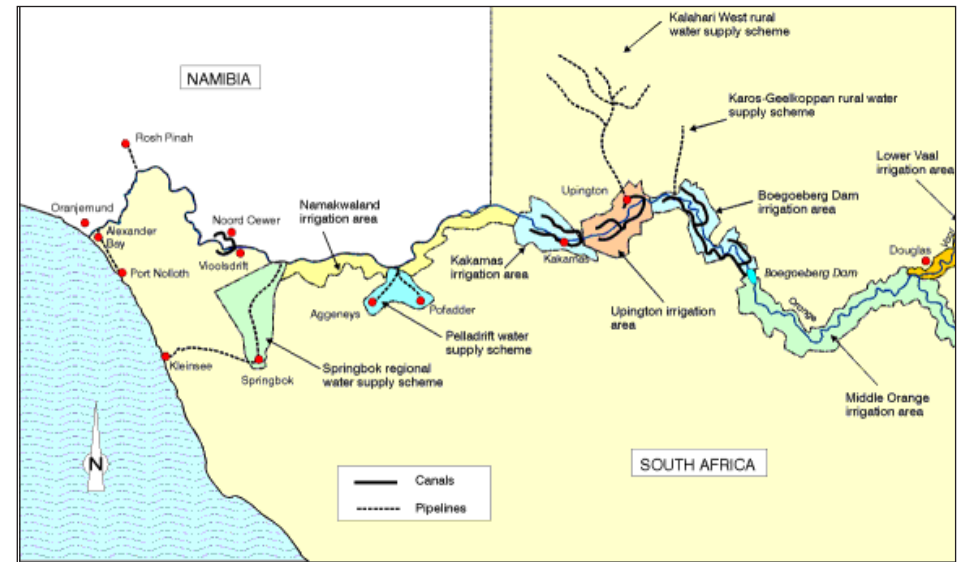 Kalahari West rural
water supply scheme
NAMIBIA
Karos-Geelkoppan rural water
supply scheme
Rosh Pinah
Lower Vaal
irrigation area
Oranjemund
Alexander
Bay
Noord Oewer
Namakwaland
irrigation area
Upington
Boegoeberg Dam
irrigation area
Vioolsdrift
Port Nolloth
Kakamas
irrigation area
Kakamas
Douglas
Vaal
Boegoeberg Dam
Aggeneys
Pofadder
Upington irrigation
area
Orange
Pelladrift water
supply scheme
Kleinsee
Springbok
Springbok regional
water supply scheme
Middle Orange
irrigation area
N
SOUTH AFRICA
Canals
Pipelines